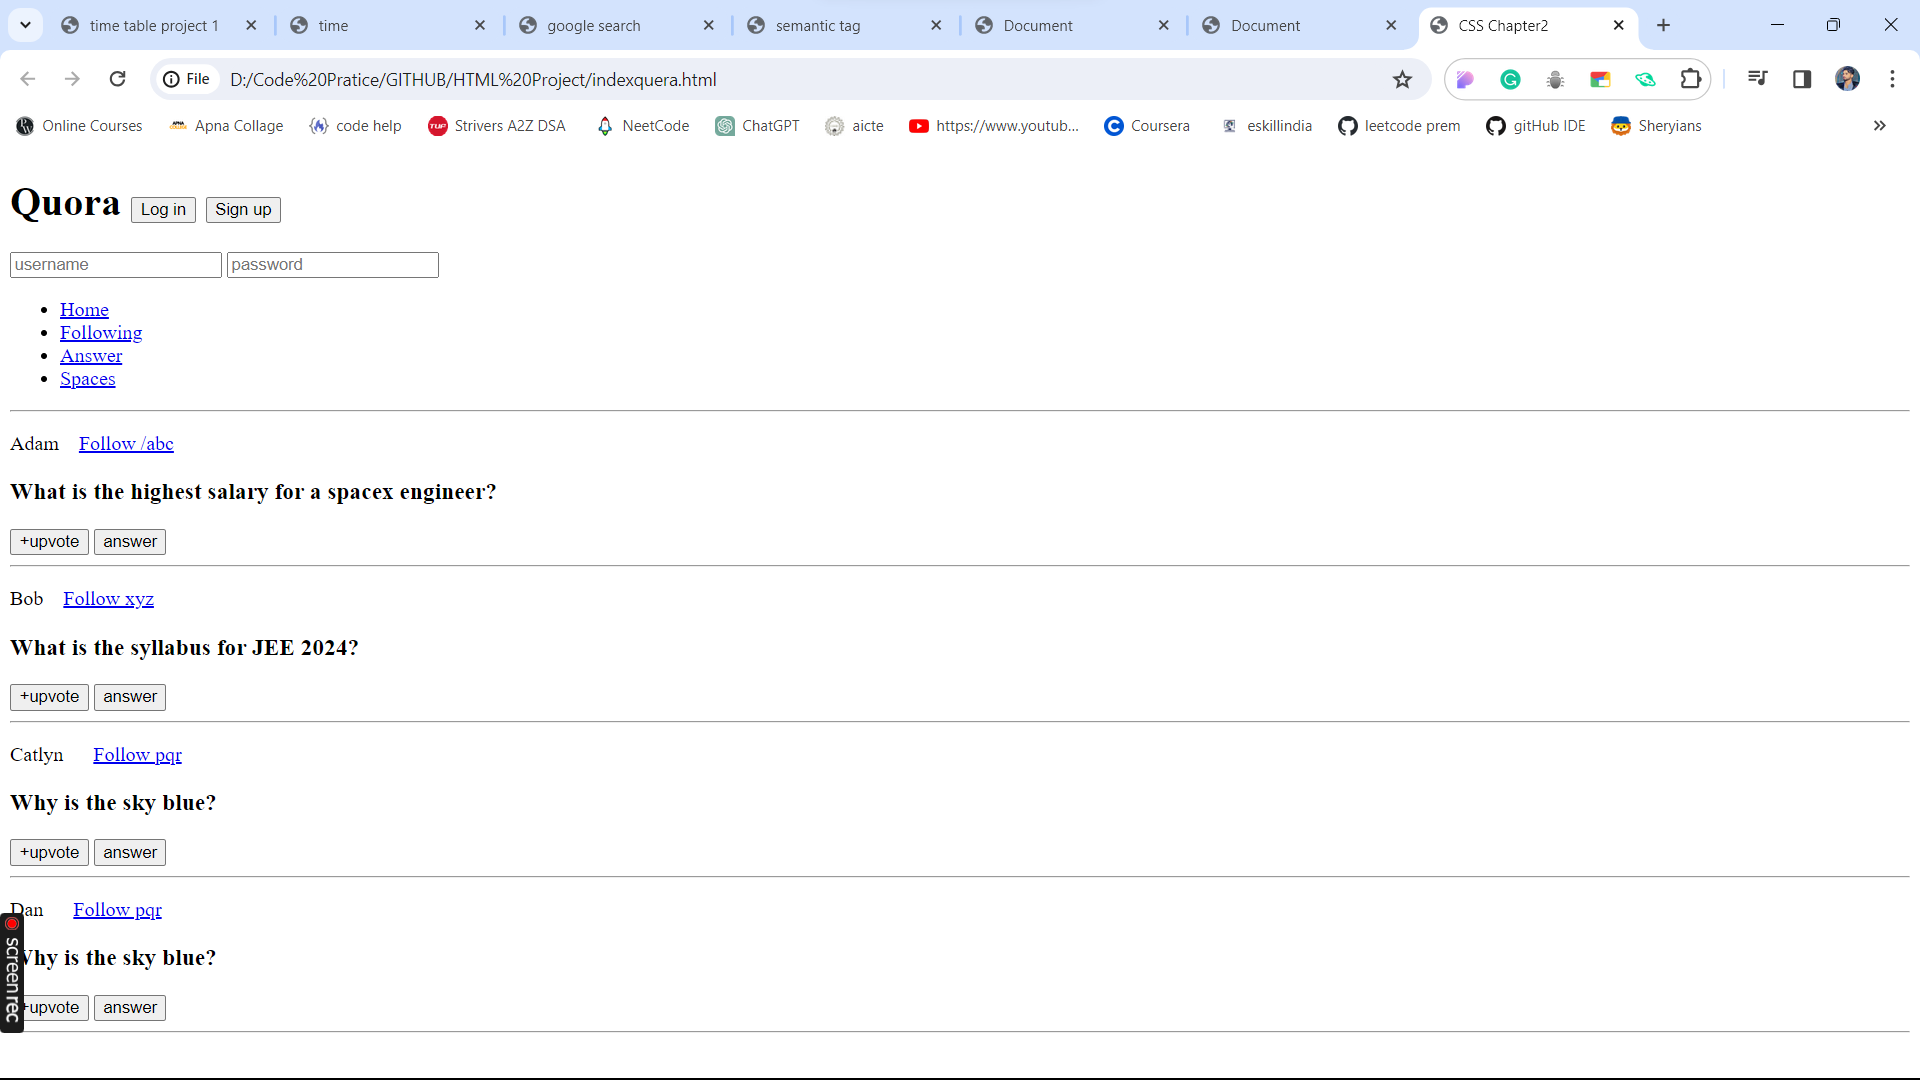 time table project 1 time google search semantic tag Document Document CSS Chapter2
File D:/Code%20Pratice/GITHUB/HTML%20Project/indexquera.html
Online Courses Apna Collage code help Strivers A2Z DSA NeetCode ChatGPT aicte https://www.youtub... Coursera eskillindia leetcode prem gitHub IDE Sheryians
Quora Log in Sign up
username password
Home
Following
Answer
Spaces
Adam Follow /abc
What is the highest salary for a spacex engineer?
+upvote answer
Bob Follow xyz
What is the syllabus for JEE 2024?
+upvote answer
Catlyn Follow pqr
Why is the sky blue?
+upvote answer
Dan Follow pqr
Why is the sky blue?
+upvote answer
screenrec